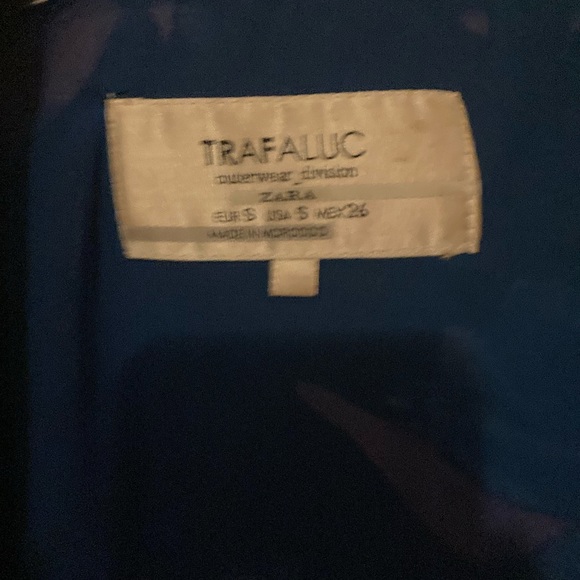 TRAFALUC
outerwear_division
ZARA
EUR S USA S MEX 26
MADE IN MOROCCO